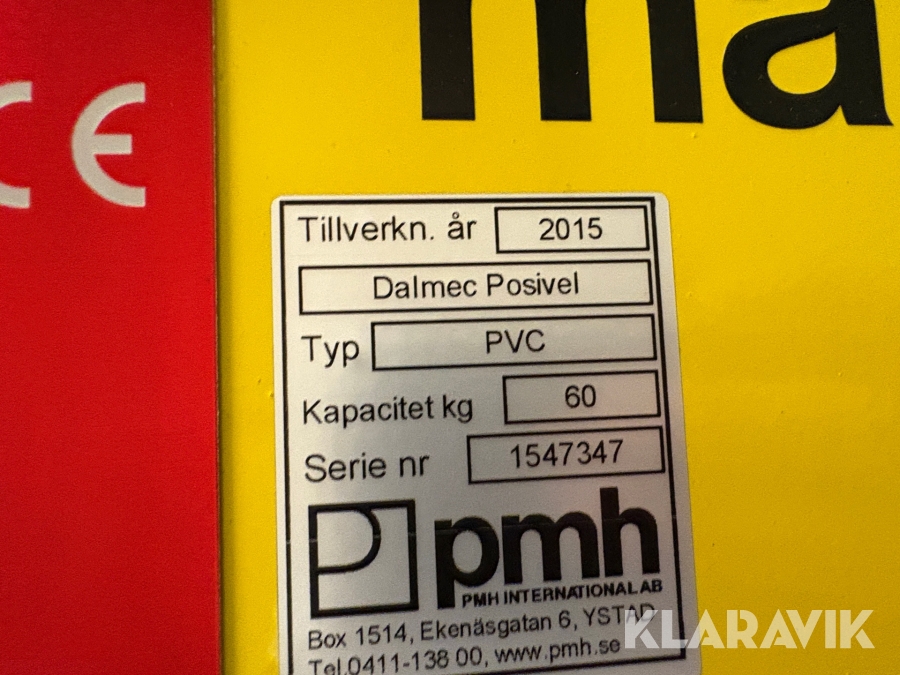 CE
ma
Tillverkn. år 2015
Dalmec Posivel
Typ PVC
Kapacitet kg 60
Serie nr 1547347
P pmh
PMH INTERNATIONAL AB
Box 1514, Ekenäsgatan 6, YSTAD
Tel.0411-138 00, www.pmh.se
KLARAVIK